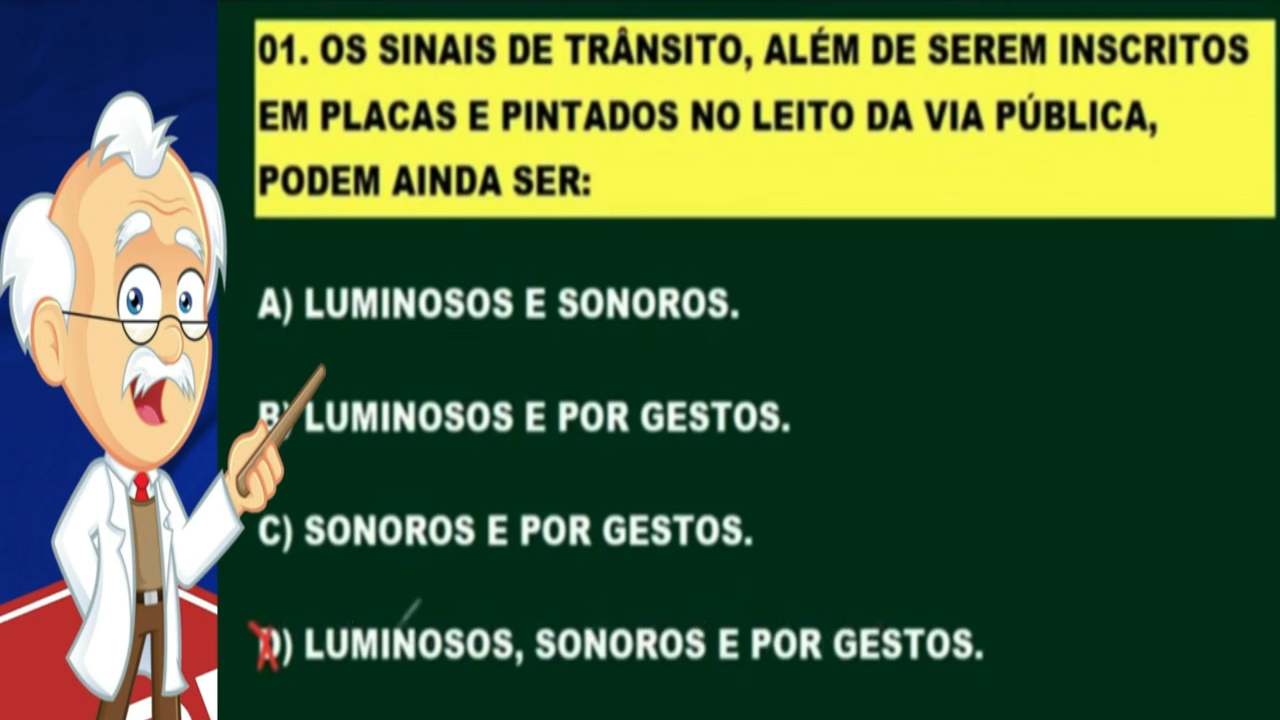 01. OS SINAIS DE TRÂNSITO, ALÉM DE SEREM INSCRITOS
EM PLACAS E PINTADOS NO LEITO DA VIA PÚBLICA,
PODEM AINDA SER:
A) LUMINOSOS E SONOROS.
B) LUMINOSOS E POR GESTOS.
C) SONOROS E POR GESTOS.
D) LUMINOSOS, SONOROS E POR GESTOS.